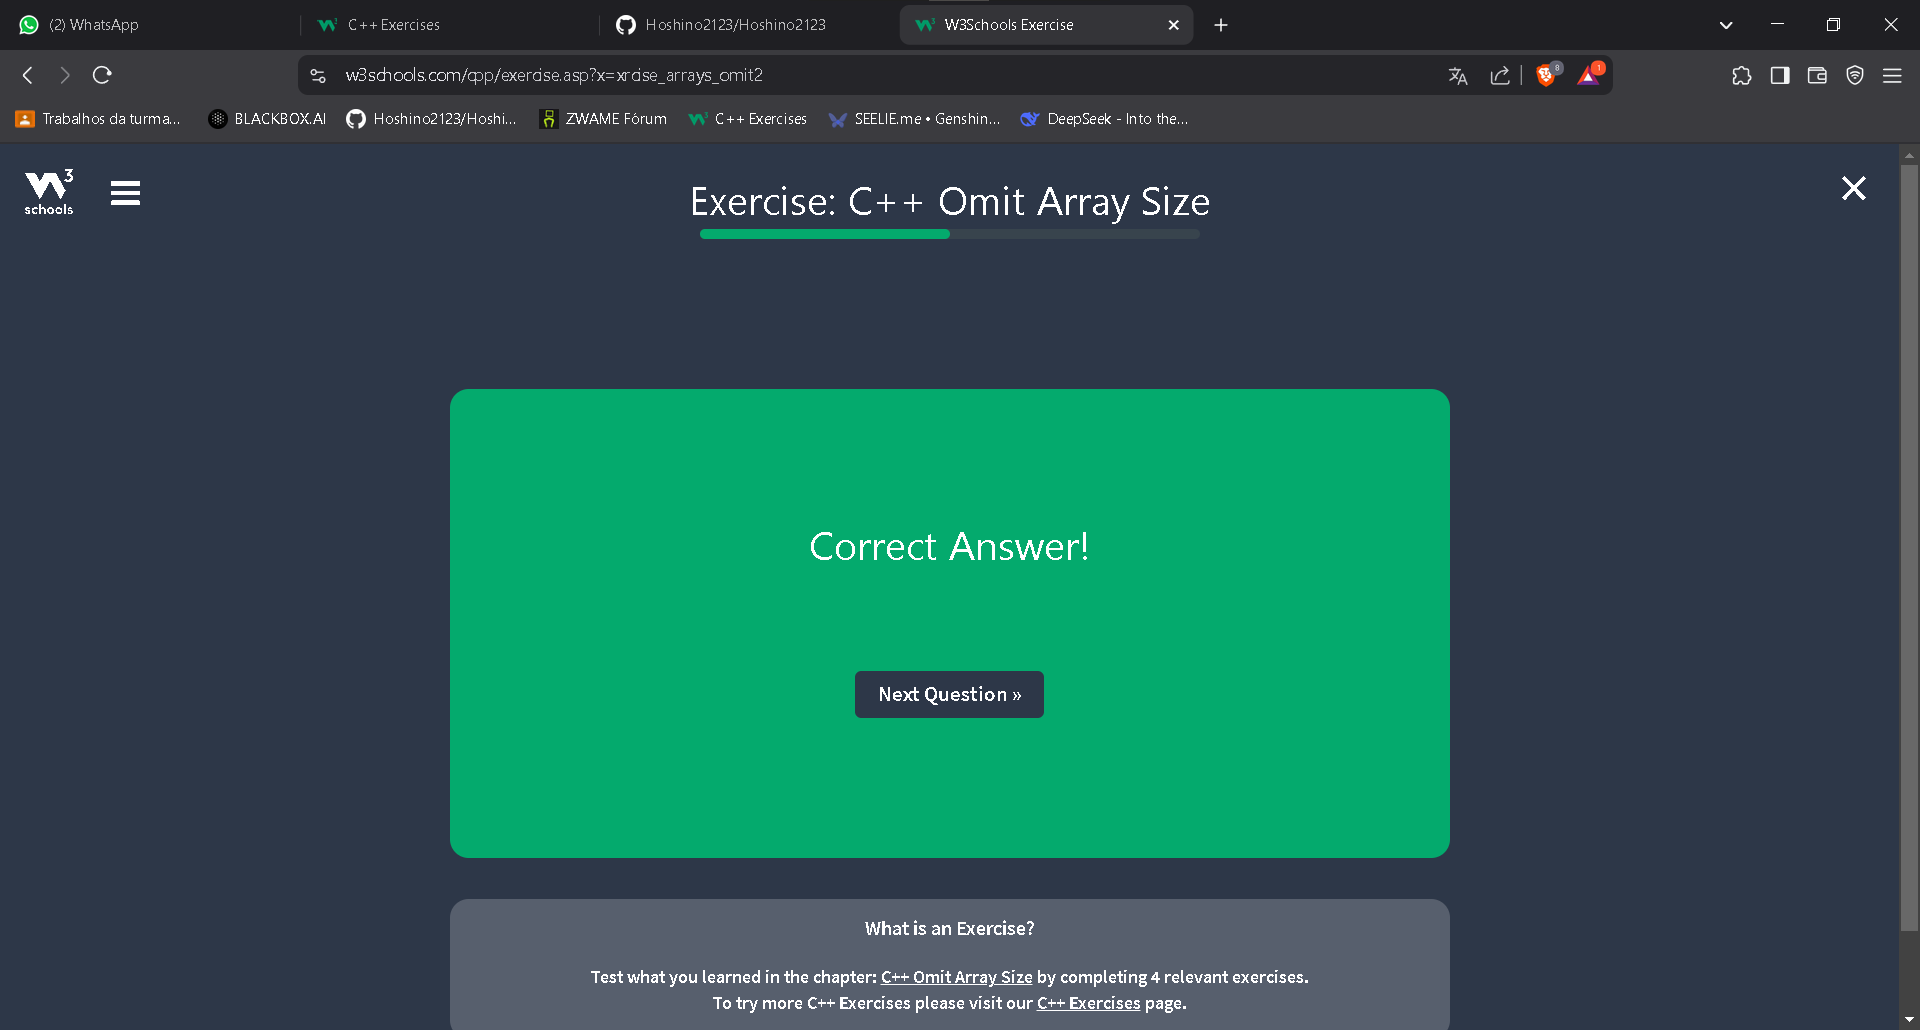 (2) WhatsApp
C++ Exercises
Hoshino2123/Hoshino2123
W3Schools Exercise
w3schools.com/cpp/exercise.asp?x=xrcise_arrays_omit2
8
1
Trabalhos da turma...
BLACKBOX.AI
Hoshino2123/Hoshi...
ZWAME Fórum
C++ Exercises
SEELIE.me • Genshin...
DeepSeek - Into the...
W3
schools
Exercise: C++ Omit Array Size
Correct Answer!
Next Question »
What is an Exercise?
Test what you learned in the chapter: C++ Omit Array Size by completing 4 relevant exercises.
To try more C++ Exercises please visit our C++ Exercises page.